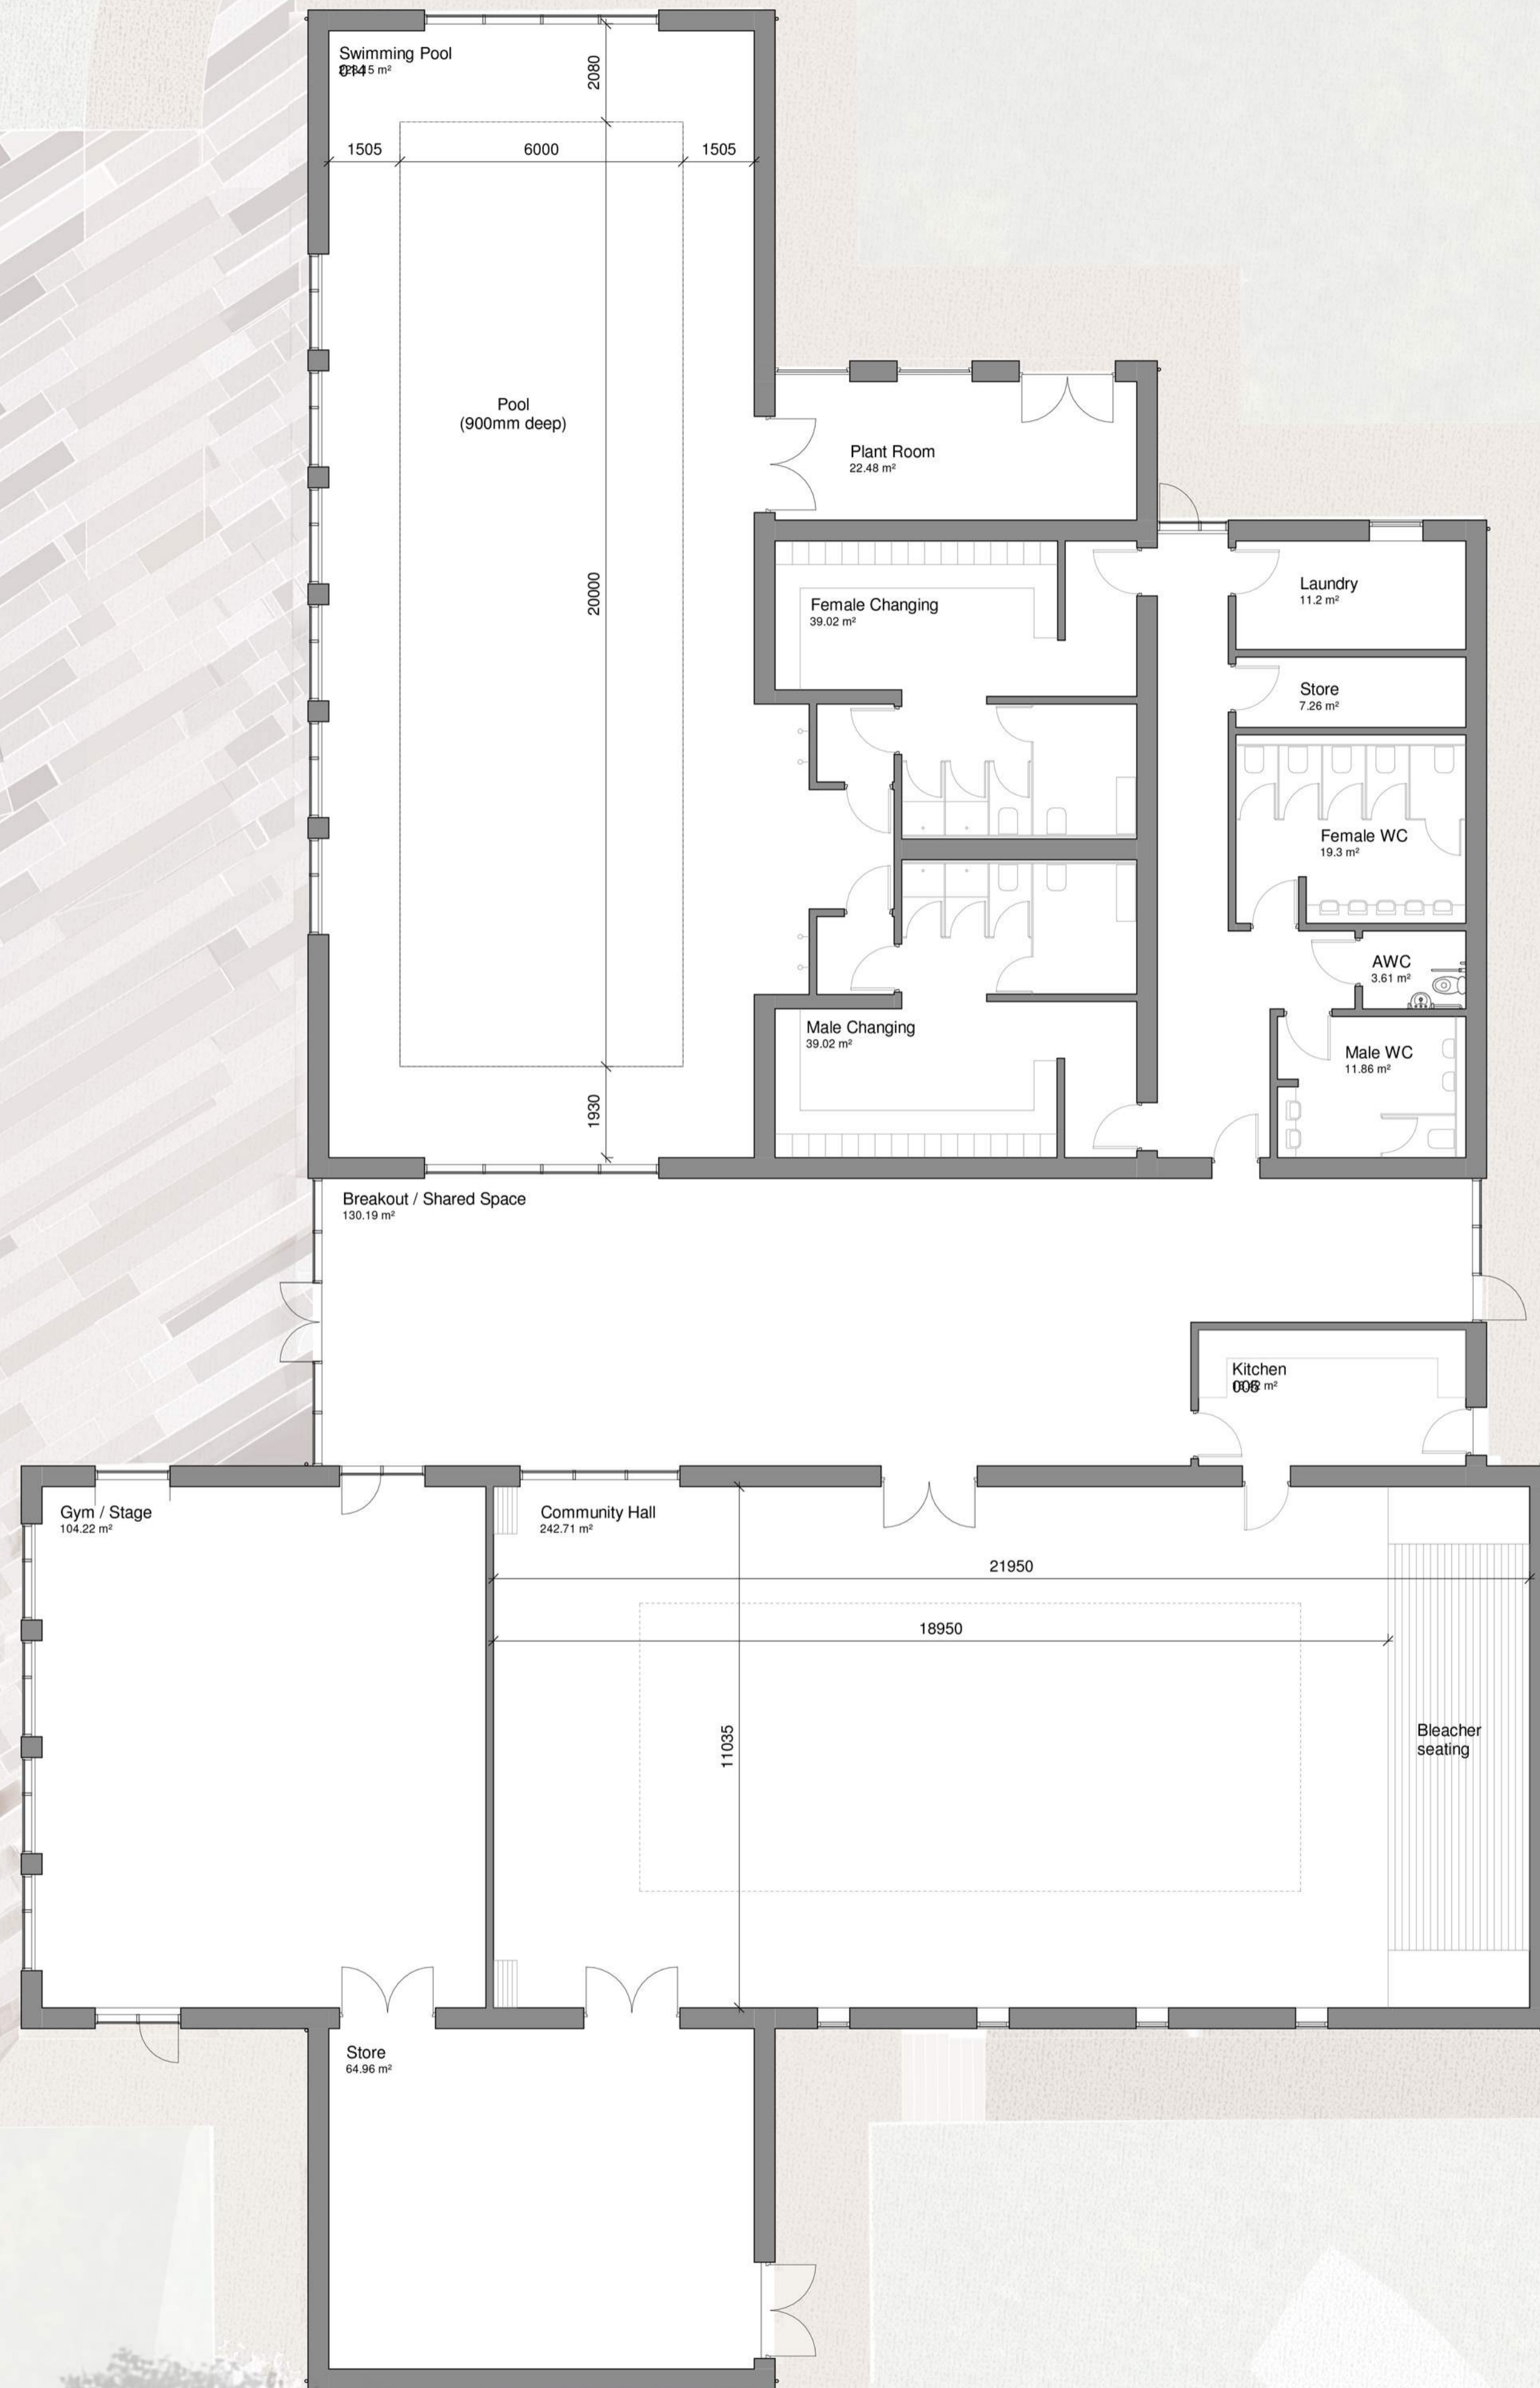 Swimming Pool
2080
1505
6000
1505
Pool
(900mm deep)
Plant Room
22.48 m²
20000
Female Changing
39.02 m²
Laundry
11.2 m²
Store
7.26 m²
Female WC
19.3 m²
AWC
3.61 m²
Male Changing
39.02 m²
Male WC
11.86 m²
1930
Breakout / Shared Space
130.19 m²
Kitchen
m²
Gym / Stage
104.22 m²
Community Hall
242.71 m²
21950
18950
11035
Bleacher
seating
Store
64.96 m²